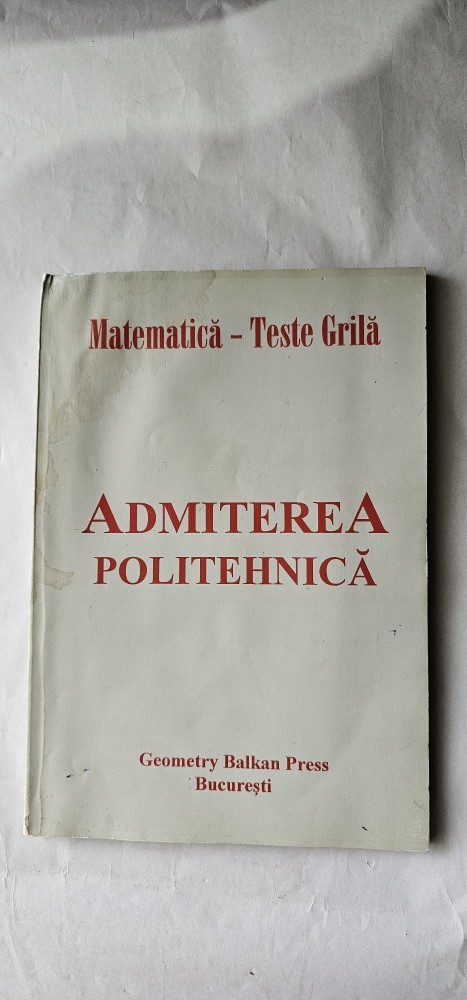 Matematică - Teste Grilă
ADMITEREA
POLITEHNICĂ
Geometry Balkan Press
Bucureşti